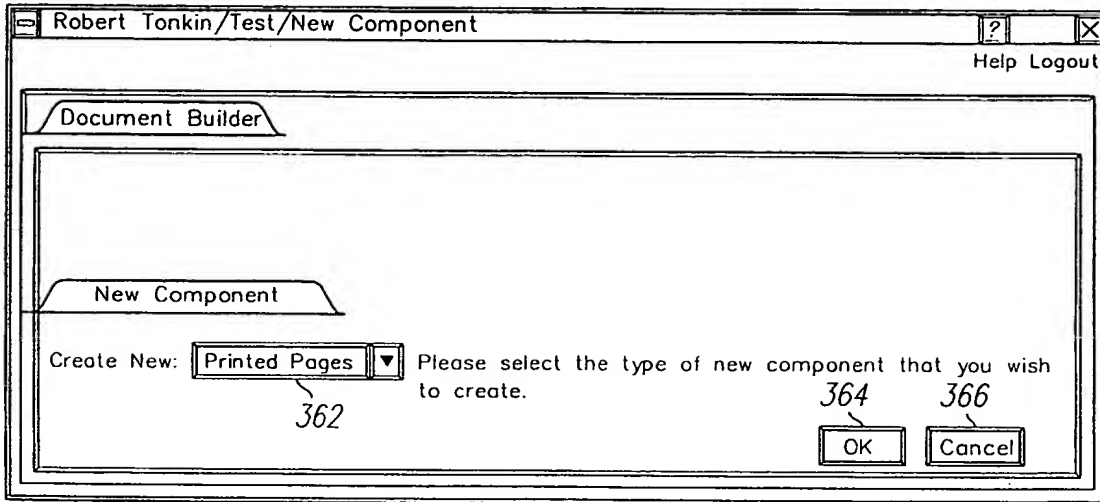 Robert Tonkin/Test/New Component
?
X
Help Logout
Document Builder
New Component
Create New: Printed Pages ▼ Please select the type of new component that you wish
to create.
362
364 366
OK Cancel